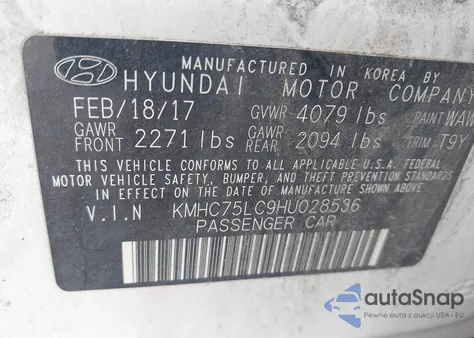 MANUFACTURED IN KOREA BY
HYUNDAI MOTOR COMPANY
FEB/18/17 GVWR 4079 lbs PAINT WAW
GAWR FRONT 2271 lbs GAWR REAR 2094 lbs TRIM T9Y
THIS VEHICLE CONFORMS TO ALL APPLICABLE U.S.A. FEDERAL
MOTOR VEHICLE SAFETY, BUMPER, AND THEFT PREVENTION STANDARDS
IN EFFECT ON THE DATE OF MANUFACTURE SHOWN ABOVE.
V.I.N KMHC75LC9HU028536
PASSENGER CAR
autoSnap
Pewne auta z aukcji USA i EU